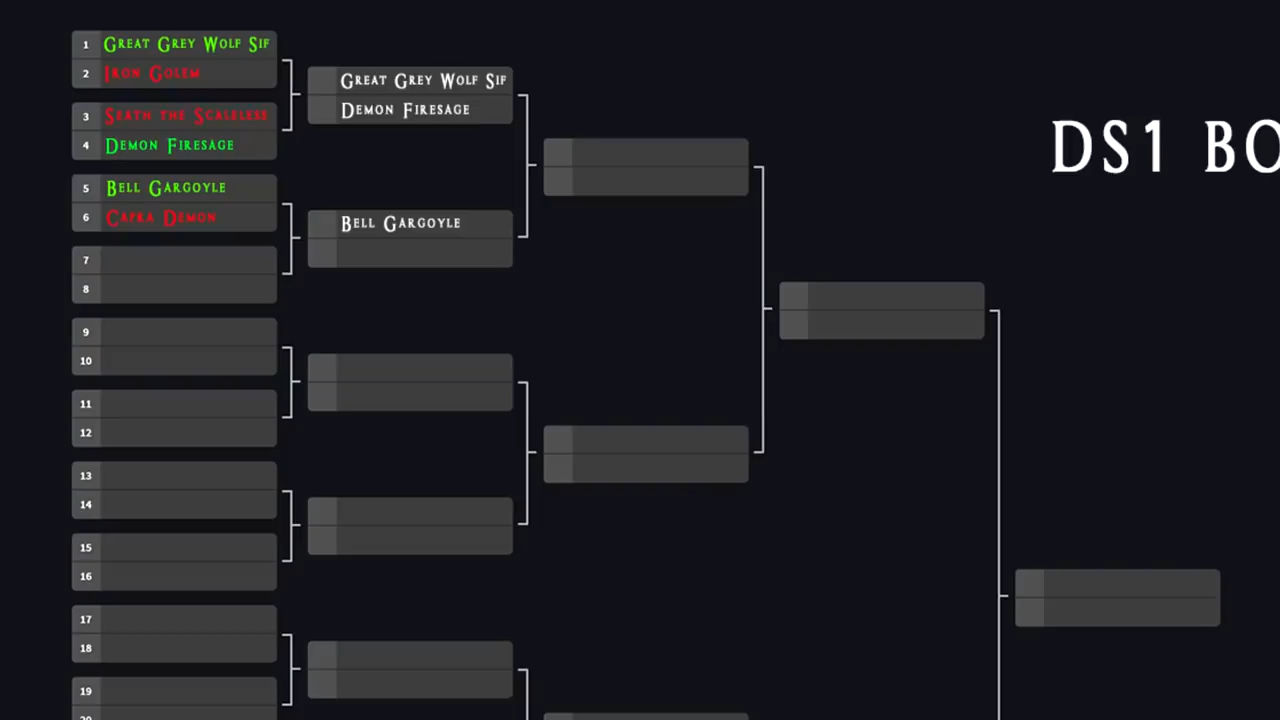 1 Great Grey Wolf Sif
2 Iron Golem
3 Seath the Scaleless
4 Demon Firesage
5 Bell Gargoyle
6 Capra Demon
7
8
9
10
11
12
13
14
15
16
17
18
19
20
Great Grey Wolf Sif
Demon Firesage
Bell Gargoyle
DS1 BO